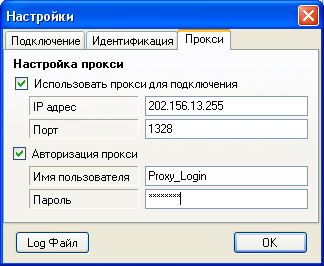 Настройки
Подключение Идентификация Прокси
Настройка прокси
Использовать прокси для подключения
IP адрес 202.156.13.255
Порт 1328
Авторизация прокси
Имя пользователя Proxy_Login
Пароль ********
Log Файл OK